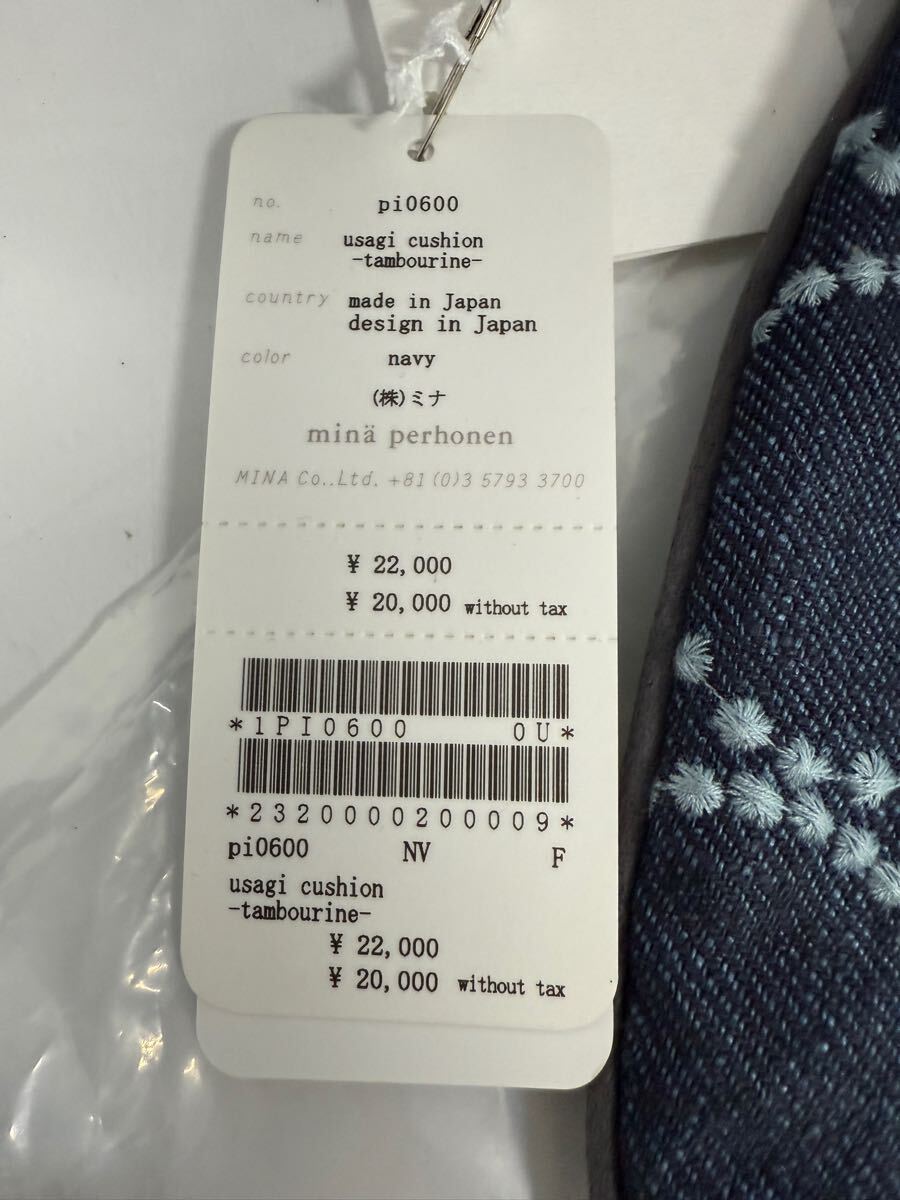 no. pi0600
name usagi cushion
-tambourine-
country made in Japan
design in Japan
color navy
(株)ミナ
minä perhonen
MINA Co.,Ltd. +81(0)3 5793 3700
¥ 22,000
¥ 20,000 without tax
*1PI0600 0U*
*2320000200009*
pi0600 NV F
usagi cushion
-tambourine-
¥ 22,000
¥ 20,000 without tax